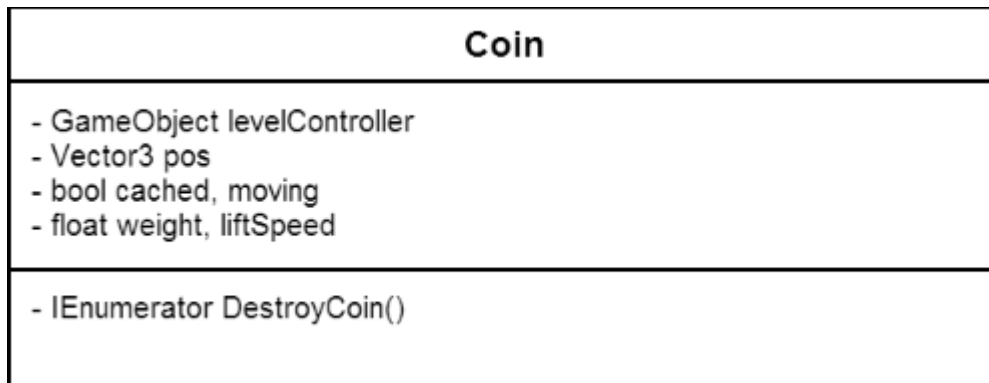 Coin
- GameObject levelController
- Vector3 pos
- bool cached, moving
- float weight, liftSpeed
- IEnumerator DestroyCoin()